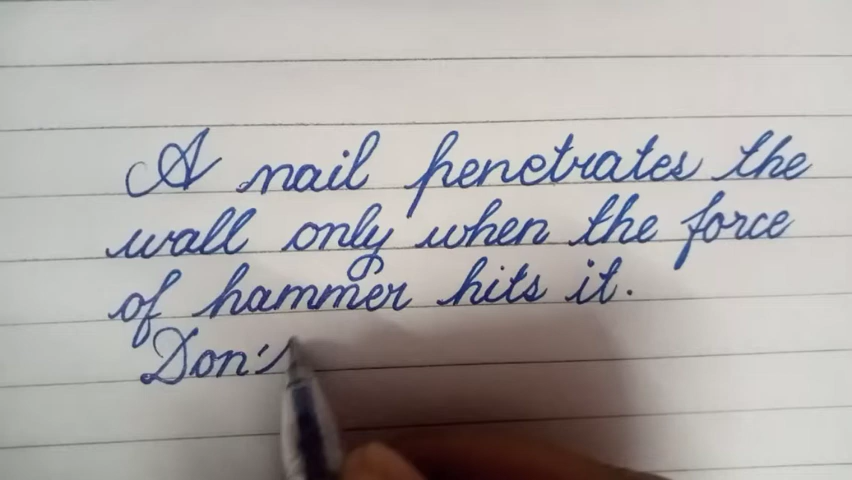 A nail penetrates the
wall only when the force
of hammer hits it.
Don'